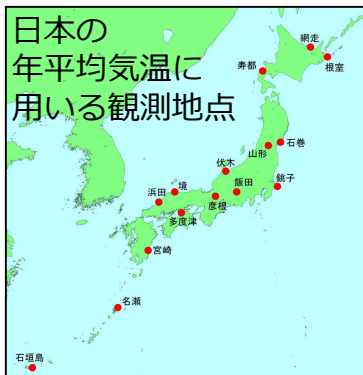 日本の
年平均気温に
用いる観測地点
網走
根室
寿都
石巻
山形
伏木
銚子
飯田
境
浜田
彦根
多度津
宮崎
名瀬
石垣島